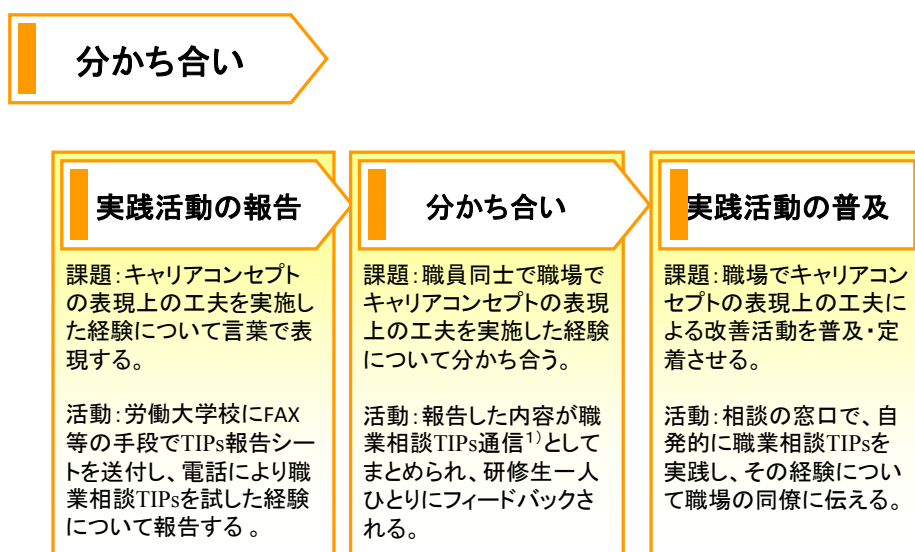 分かち合い
実践活動の報告
課題：キャリアコンセプト
の表現上の工夫を実施し
た経験について言葉で表
現する。
活動：労働大学校にFAX
等の手段でTIPs報告シー
トを送付し、電話により職
業相談TIPsを試した経験
について報告する 。
分かち合い
課題：職員同士で職場で
キャリアコンセプトの表現
上の工夫を実施した経験
について分かち合う。
活動：報告した内容が職
業相談TIPs通信1）として
まとめられ、研修生一人
ひとりにフィードバックさ
れる。
実践活動の普及
課題：職場でキャリアコン
セプトの表現上の工夫に
よる改善活動を普及・定
着させる。
活動：相談の窓口で、自
発的に職業相談TIPsを
実践し、その経験につい
て職場の同僚に伝える。